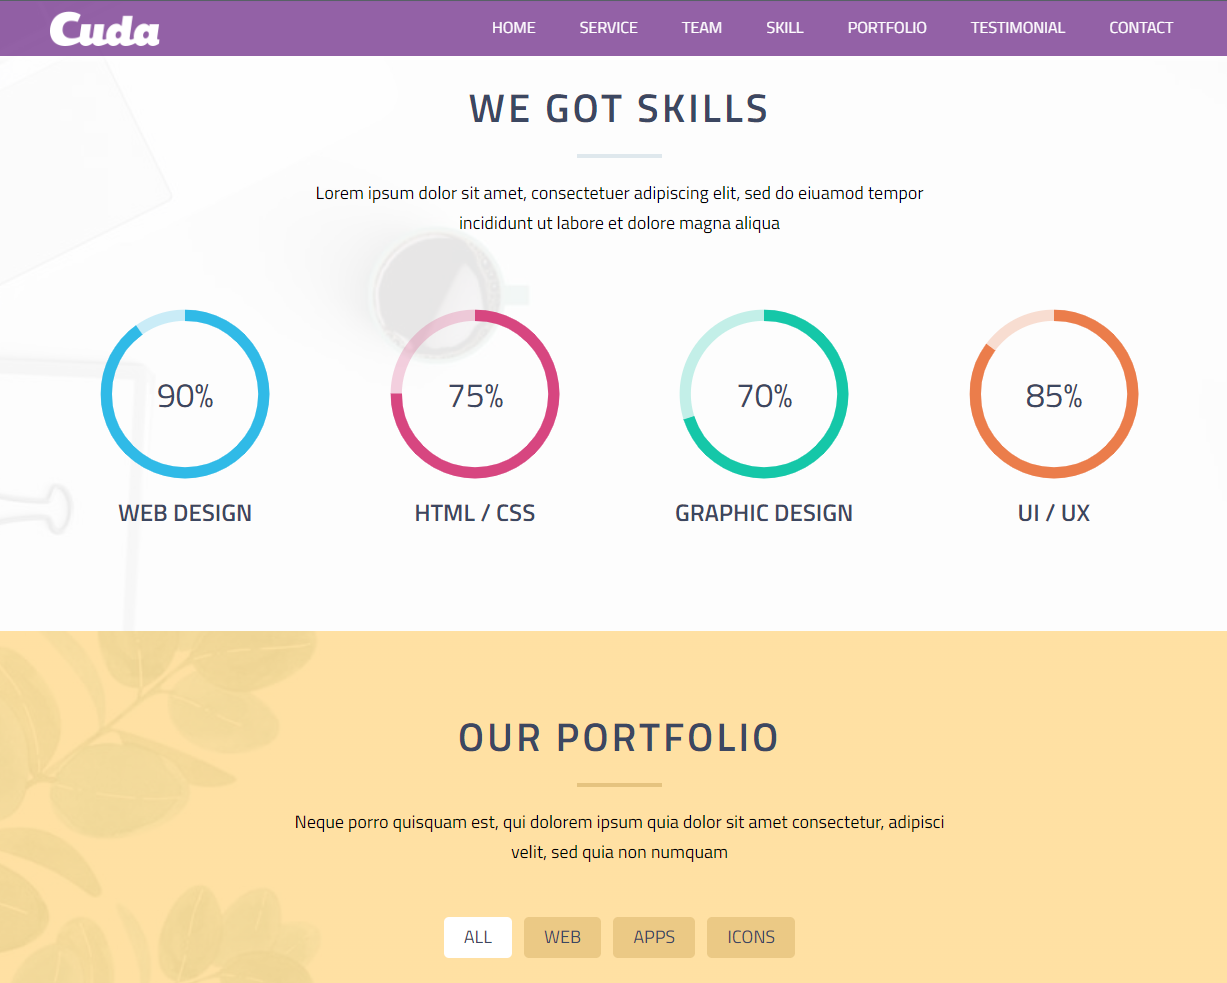 Cuda
HOME SERVICE TEAM SKILL PORTFOLIO TESTIMONIAL CONTACT
WE GOT SKILLS
Lorem ipsum dolor sit amet, consectetuer adipiscing elit, sed do eiuamod tempor
incididunt ut labore et dolore magna aliqua
90% 75% 70% 85%
WEB DESIGN HTML / CSS GRAPHIC DESIGN UI / UX
OUR PORTFOLIO
Neque porro quisquam est, qui dolorem ipsum quia dolor sit amet consectetur, adipisci
velit, sed quia non numquam
ALL WEB APPS ICONS